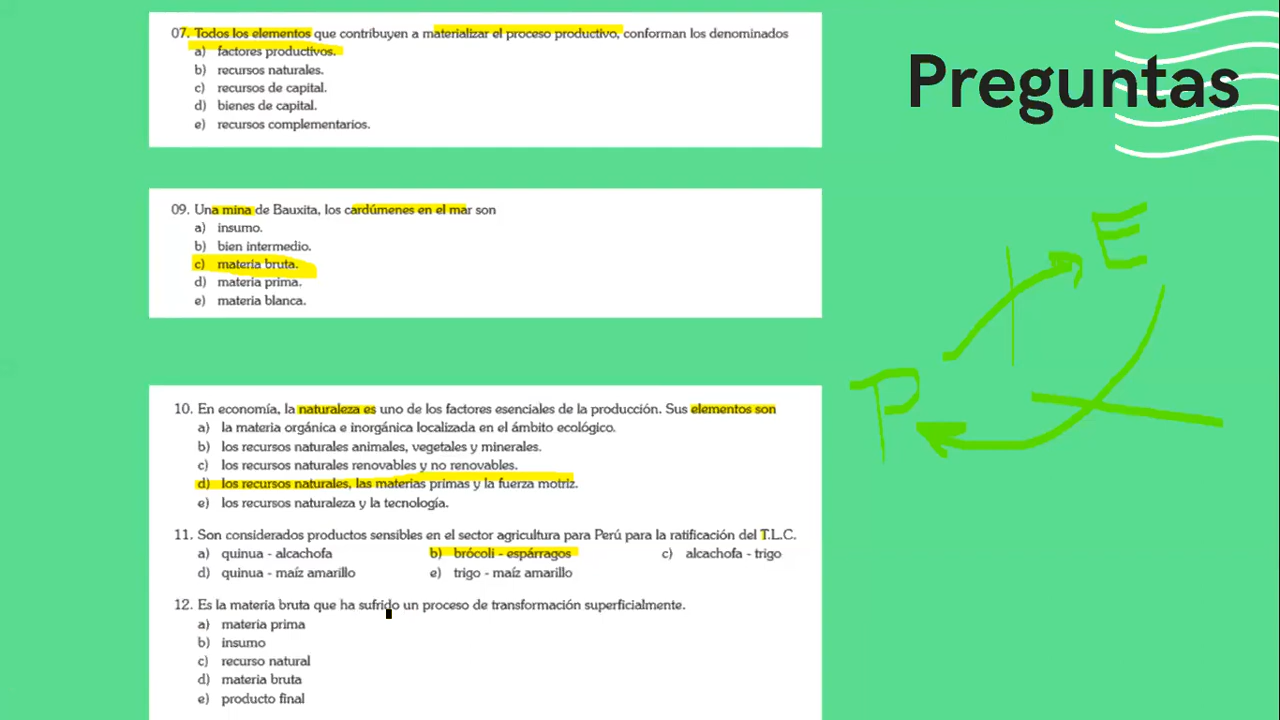 Preguntas
07. Todos los elementos que contribuyen a materializar el proceso productivo, conforman los denominados
a) factores productivos.
b) recursos naturales.
c) recursos de capital.
d) bienes de capital.
e) recursos complementarios.
09. Una mina de Bauxita, los cardúmenes en el mar son
a) insumo.
b) bien intermedio.
c) materia bruta.
d) materia prima.
e) materia blanca.
10. En economía, la naturaleza es uno de los factores esenciales de la producción. Sus elementos son
a) la materia orgánica e inorgánica localizada en el ámbito ecológico.
b) los recursos naturales animales, vegetales y minerales.
c) los recursos naturales renovables y no renovables.
d) los recursos naturales, las materias primas y la fuerza motriz.
e) los recursos naturaleza y la tecnología.
11. Son considerados productos sensibles en el sector agricultura para Perú para la ratificación del T.L.C.
a) quinua - alcachofa b) brócoli - espárragos c) alcachofa - trigo
d) quinua - maíz amarillo e) trigo - maíz amarillo
12. Es la materia bruta que ha sufrido un proceso de transformación superficialmente.
a) materia prima
b) insumo
c) recurso natural
d) materia bruta
e) producto final
E
P